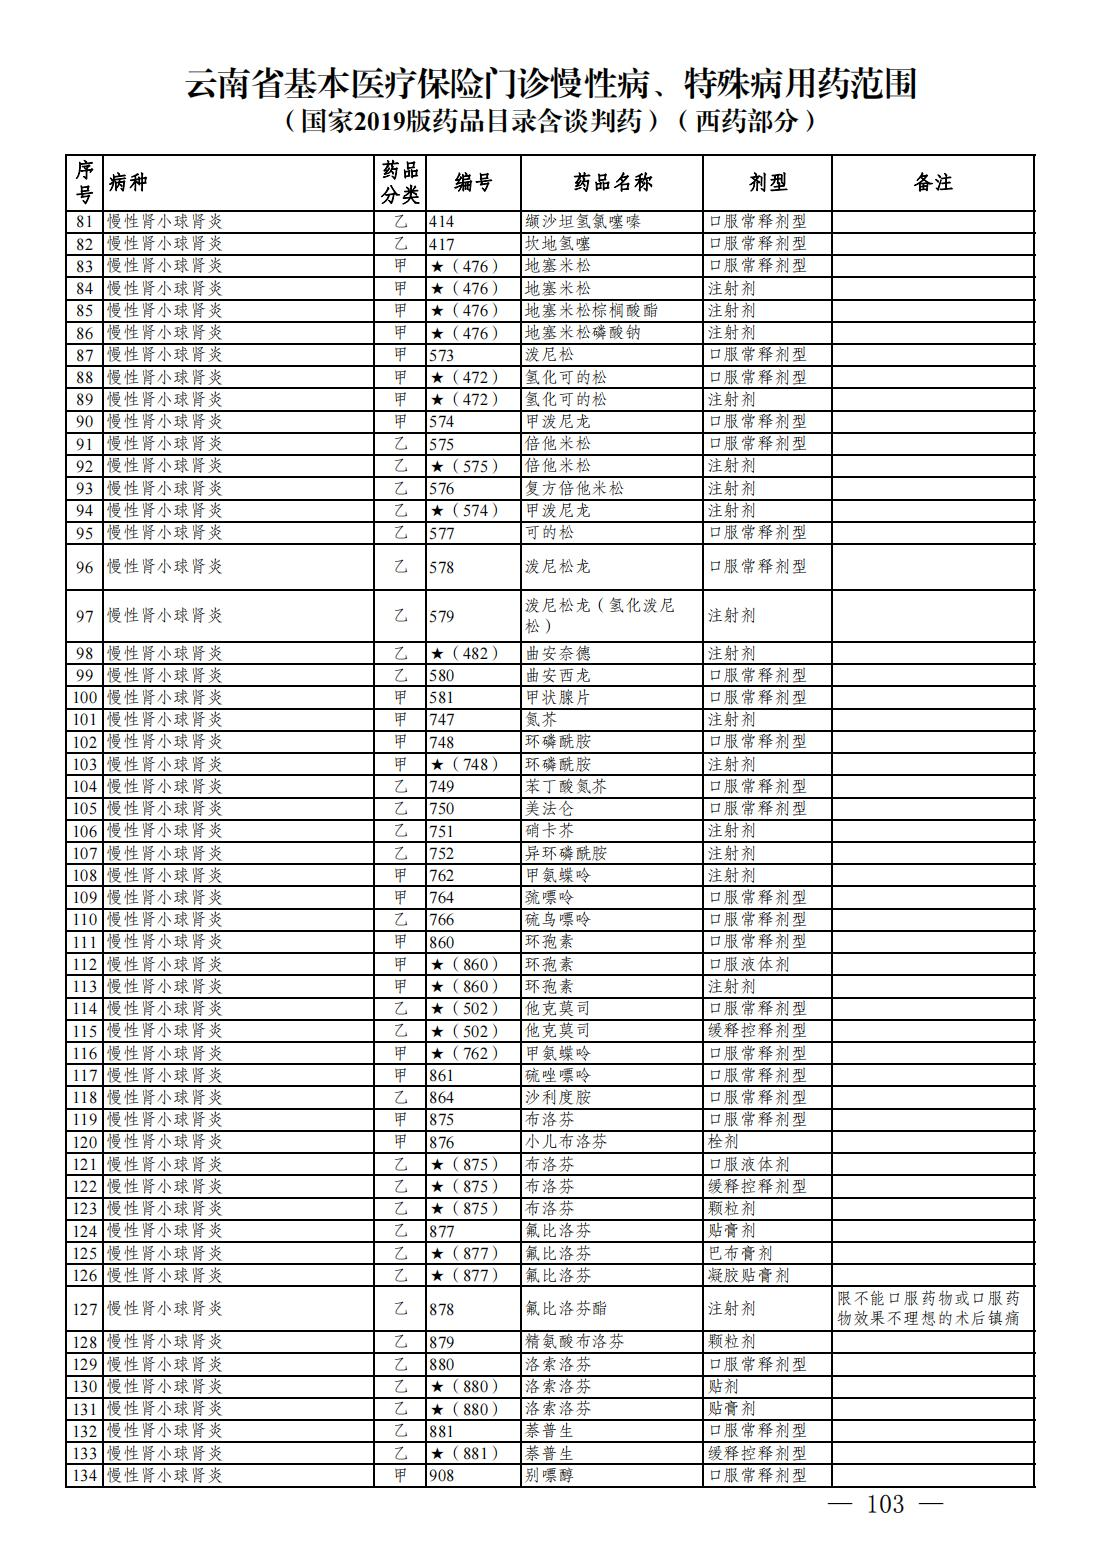 云南省基本医疗保险门诊慢性病、特殊病用药范围
（国家2019版药品目录含谈判药）（西药部分）
序号 病种 药品分类 编号 药品名称 剂型 备注
81 慢性肾小球肾炎 乙 414 缬沙坦氢氯噻嗪 口服常释剂型
82 慢性肾小球肾炎 乙 417 坎地氢噻 口服常释剂型
83 慢性肾小球肾炎 甲 ★（476） 地塞米松 口服常释剂型
84 慢性肾小球肾炎 甲 ★（476） 地塞米松 注射剂
85 慢性肾小球肾炎 甲 ★（476） 地塞米松棕榈酸酯 注射剂
86 慢性肾小球肾炎 甲 ★（476） 地塞米松磷酸钠 注射剂
87 慢性肾小球肾炎 甲 573 泼尼松 口服常释剂型
88 慢性肾小球肾炎 甲 ★（472） 氢化可的松 口服常释剂型
89 慢性肾小球肾炎 甲 ★（472） 氢化可的松 注射剂
90 慢性肾小球肾炎 甲 574 甲泼尼龙 口服常释剂型
91 慢性肾小球肾炎 乙 575 倍他米松 口服常释剂型
92 慢性肾小球肾炎 乙 ★（575） 倍他米松 注射剂
93 慢性肾小球肾炎 乙 576 复方倍他米松 注射剂
94 慢性肾小球肾炎 乙 ★（574） 甲泼尼龙 注射剂
95 慢性肾小球肾炎 乙 577 可的松 口服常释剂型
96 慢性肾小球肾炎 乙 578 泼尼松龙 口服常释剂型
97 慢性肾小球肾炎 乙 579 泼尼松龙（氢化泼尼松） 注射剂
98 慢性肾小球肾炎 乙 ★（482） 曲安奈德 注射剂
99 慢性肾小球肾炎 乙 580 曲安西龙 口服常释剂型
100 慢性肾小球肾炎 甲 581 甲状腺片 口服常释剂型
101 慢性肾小球肾炎 甲 747 氮芥 注射剂
102 慢性肾小球肾炎 甲 748 环磷酰胺 口服常释剂型
103 慢性肾小球肾炎 甲 ★（748） 环磷酰胺 注射剂
104 慢性肾小球肾炎 乙 749 苯丁酸氮芥 口服常释剂型
105 慢性肾小球肾炎 乙 750 美法仑 口服常释剂型
106 慢性肾小球肾炎 乙 751 硝卡芥 注射剂
107 慢性肾小球肾炎 乙 752 异环磷酰胺 注射剂
108 慢性肾小球肾炎 甲 762 甲氨蝶呤 注射剂
109 慢性肾小球肾炎 甲 764 巯嘌呤 口服常释剂型
110 慢性肾小球肾炎 乙 766 硫鸟嘌呤 口服常释剂型
111 慢性肾小球肾炎 甲 860 环孢素 口服常释剂型
112 慢性肾小球肾炎 甲 ★（860） 环孢素 口服液体剂
113 慢性肾小球肾炎 甲 ★（860） 环孢素 注射剂
114 慢性肾小球肾炎 乙 ★（502） 他克莫司 口服常释剂型
115 慢性肾小球肾炎 乙 ★（502） 他克莫司 缓释控释剂型
116 慢性肾小球肾炎 甲 ★（762） 甲氨蝶呤 口服常释剂型
117 慢性肾小球肾炎 甲 861 硫唑嘌呤 口服常释剂型
118 慢性肾小球肾炎 乙 864 沙利度胺 口服常释剂型
119 慢性肾小球肾炎 甲 875 布洛芬 口服常释剂型
120 慢性肾小球肾炎 甲 876 小儿布洛芬 栓剂
121 慢性肾小球肾炎 乙 ★（875） 布洛芬 口服液体剂
122 慢性肾小球肾炎 乙 ★（875） 布洛芬 缓释控释剂型
123 慢性肾小球肾炎 乙 ★（875） 布洛芬 颗粒剂
124 慢性肾小球肾炎 乙 877 氟比洛芬 贴膏剂
125 慢性肾小球肾炎 乙 ★（877） 氟比洛芬 巴布膏剂
126 慢性肾小球肾炎 乙 ★（877） 氟比洛芬 凝胶贴膏剂
127 慢性肾小球肾炎 乙 878 氟比洛芬酯 注射剂 限不能口服药物或口服药物效果不理想的术后镇痛
128 慢性肾小球肾炎 乙 879 精氨酸布洛芬 颗粒剂
129 慢性肾小球肾炎 乙 880 洛索洛芬 口服常释剂型
130 慢性肾小球肾炎 乙 ★（880） 洛索洛芬 贴剂
131 慢性肾小球肾炎 乙 ★（880） 洛索洛芬 贴膏剂
132 慢性肾小球肾炎 乙 881 萘普生 口服常释剂型
133 慢性肾小球肾炎 乙 ★（881） 萘普生 缓释控释剂型
134 慢性肾小球肾炎 甲 908 别嘌醇 口服常释剂型
— 103 —